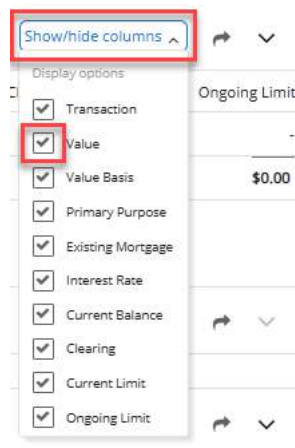 Show/hide columns
Display options
Ongoing Limit
Transaction
Value
-
Value Basis
$0.00
Primary Purpose
Existing Mortgage
Interest Rate
Current Balance
Clearing
Current Limit
Ongoing Limit